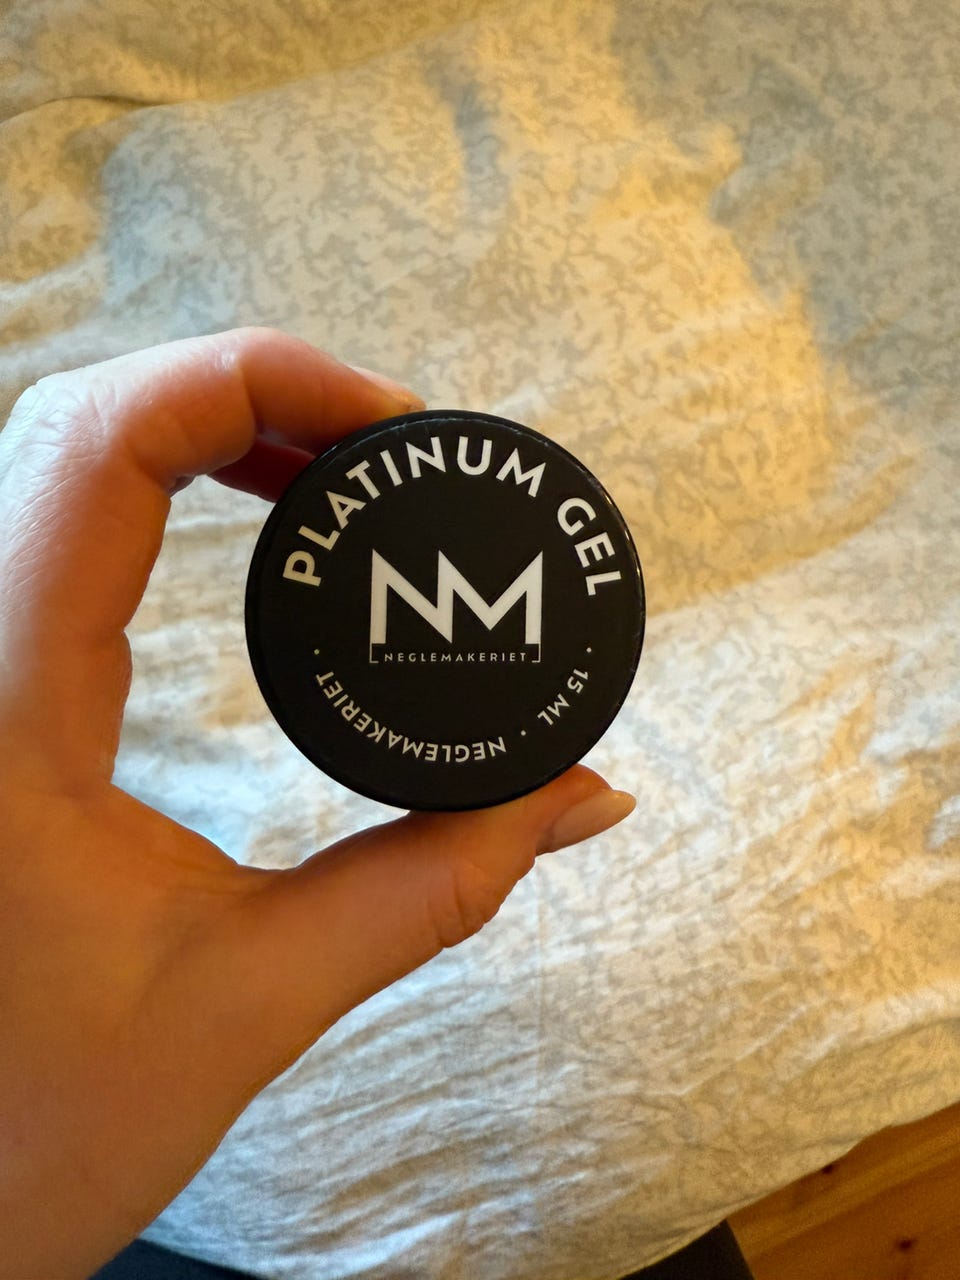 PLATINUM GEL
NM
NEGLEMAKERIET
· 15 ML · NEGLEMAKERIET ·